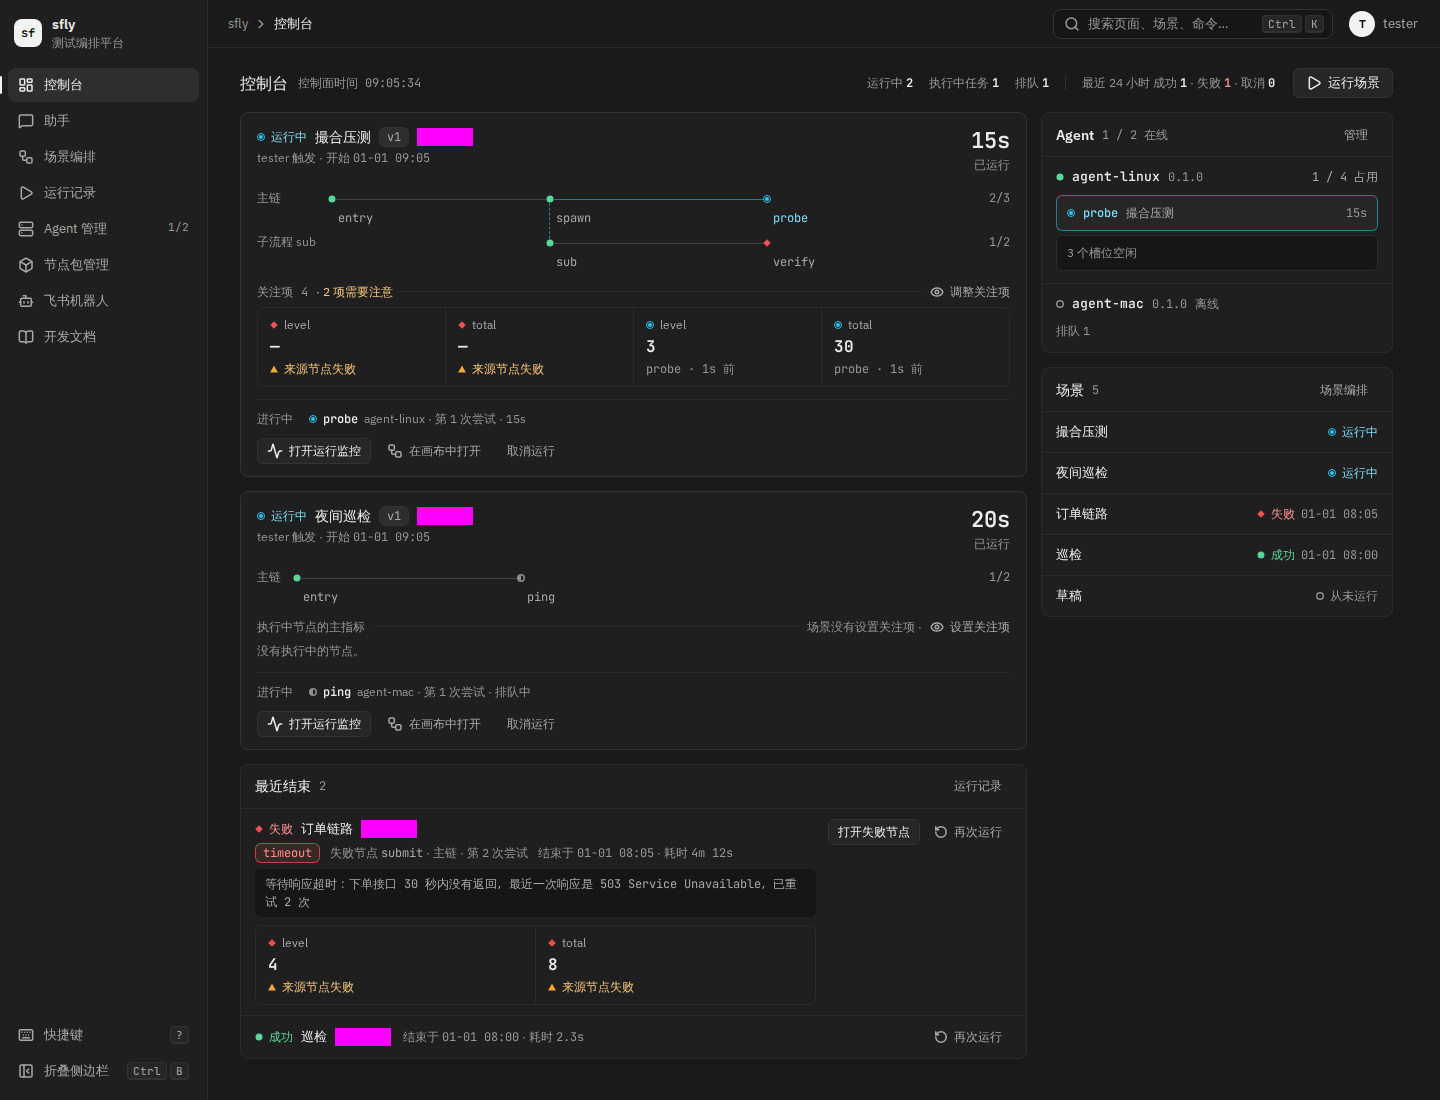 sf
sfly
测试编排平台
控制台
助手
场景编排
运行记录
Agent 管理 1/2
节点包管理
飞书机器人
开发文档
快捷键 ?
折叠侧边栏 Ctrl B
sfly > 控制台
搜索页面、场景、命令... Ctrl K
T tester
控制台 控制面时间 09:05:34
运行中 2 执行中任务 1 排队 1 最近 24 小时 成功 1 · 失败 1 · 取消 0
运行场景
运行中 撮合压测 v1
15s
tester 触发 · 开始 01-01 09:05
已运行
主链 2/3
entry spawn probe
子流程 sub 1/2
sub verify
关注项 4 · 2 项需要注意 调整关注项
level total level total
— — 3 30
来源节点失败 来源节点失败 probe · 1s 前 probe · 1s 前
进行中 probe agent-linux · 第 1 次尝试 · 15s
打开运行监控 在画布中打开 取消运行
运行中 夜间巡检 v1
20s
tester 触发 · 开始 01-01 09:05
已运行
主链 1/2
entry ping
执行中节点的主指标 场景没有设置关注项 · 设置关注项
没有执行中的节点。
进行中 ping agent-mac · 第 1 次尝试 · 排队中
打开运行监控 在画布中打开 取消运行
最近结束 2 运行记录
失败 订单链路 打开失败节点 再次运行
timeout 失败节点 submit · 主链 · 第 2 次尝试 结束于 01-01 08:05 · 耗时 4m 12s
等待响应超时：下单接口 30 秒内没有返回，最近一次响应是 503 Service Unavailable，已重
试 2 次
level total
4 8
来源节点失败 来源节点失败
成功 巡检 结束于 01-01 08:00 · 耗时 2.3s 再次运行
Agent 1 / 2 在线 管理
agent-linux 0.1.0 1 / 4 占用
probe 撮合压测 15s
3 个槽位空闲
agent-mac 0.1.0 离线
排队 1
场景 5 场景编排
撮合压测 运行中
夜间巡检 运行中
订单链路 失败 01-01 08:05
巡检 成功 01-01 08:00
草稿 从未运行